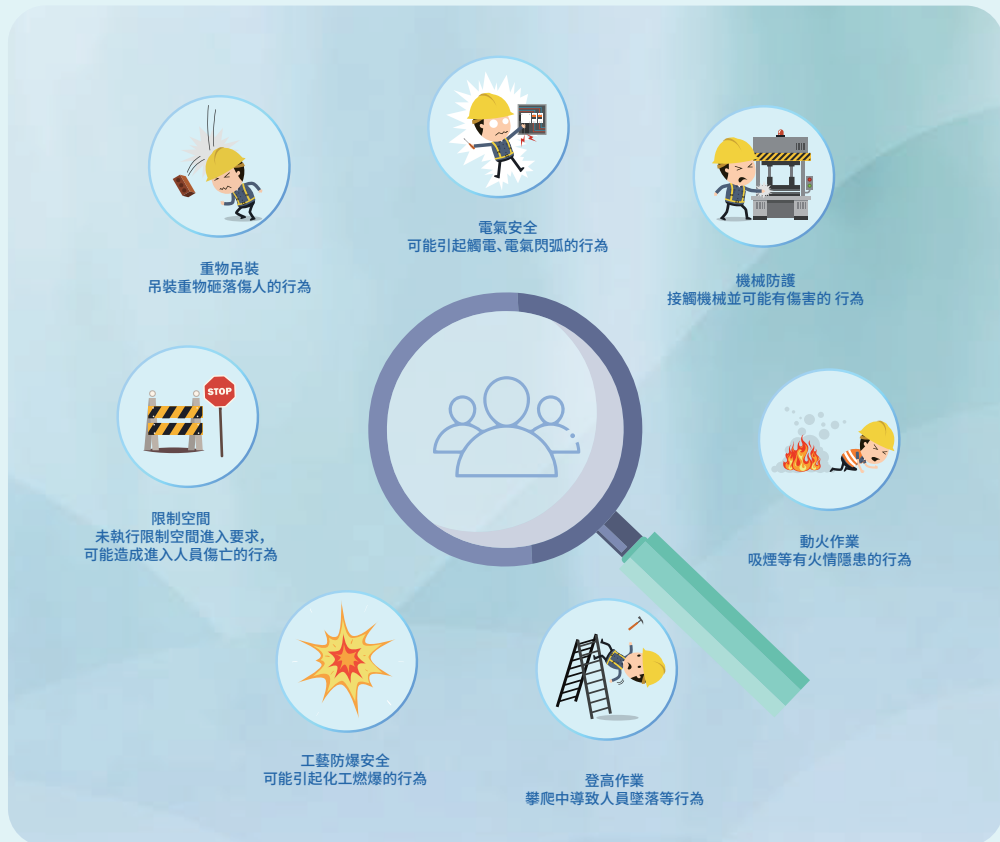 電氣安全
可能引起觸電、電氣閃弧的行為
重物吊裝
吊裝重物砸落傷人的行為
機械防護
接觸機械並可能有傷害的 行為
STOP
限制空間
未執行限制空間進入要求，
可能造成進入人員傷亡的行為
動火作業
吸煙等有火情隱患的行為
工藝防爆安全
可能引起化工燃爆的行為
登高作業
攀爬中導致人員墜落等行為